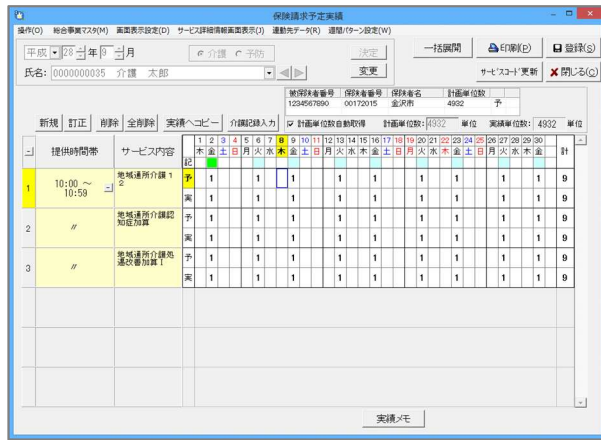 保険請求予定実績
操作(O) 総合事業マスタ(M) 画面表示設定(D) サービス詳細情報画面表示(J) 連動先データ(R) 週間パターン設定(W)
平成 28 年 9 月 介護 予防 決定 一括展開 印刷(P) 登録(S)
氏名: 0000000035 介護 太郎 変更 サービスコード更新 閉じる(C)
被保険者番号 保険者番号 保険者名 計画単位数
1234567890 00172015 金沢市 4932 予
新規 訂正 削除 全削除 実績へコピー 介護記録入力 計画単位数自動取得 計画単位数: 4932 単位 実績単位数: 4932 単位
1 2 3 4 5 6 7 8 9 10 11 12 13 14 15 16 17 18 19 20 21 22 23 24 25 26 27 28 29 30
提供時間帯 サービス内容 木 金 土 日 月 火 水 木 金 土 日 月 火 水 木 金 土 日 月 火 水 木 金 土 日 月 火 水 木 金 計
記
1 10:00 ～ 10:59 地域通所介護12 予 1 1 1 1 1 1 1 1 1 9
実 1 1 1 1 1 1 1 1 1 9
2 〃 地域通所介護認知症加算 予 1 1 1 1 1 1 1 1 1 9
実 1 1 1 1 1 1 1 1 1 9
3 〃 地域通所介護処遇改善加算Ⅰ 予 1 1 1 1 1 1 1 1 1 9
実 1 1 1 1 1 1 1 1 1 9
実績メモ